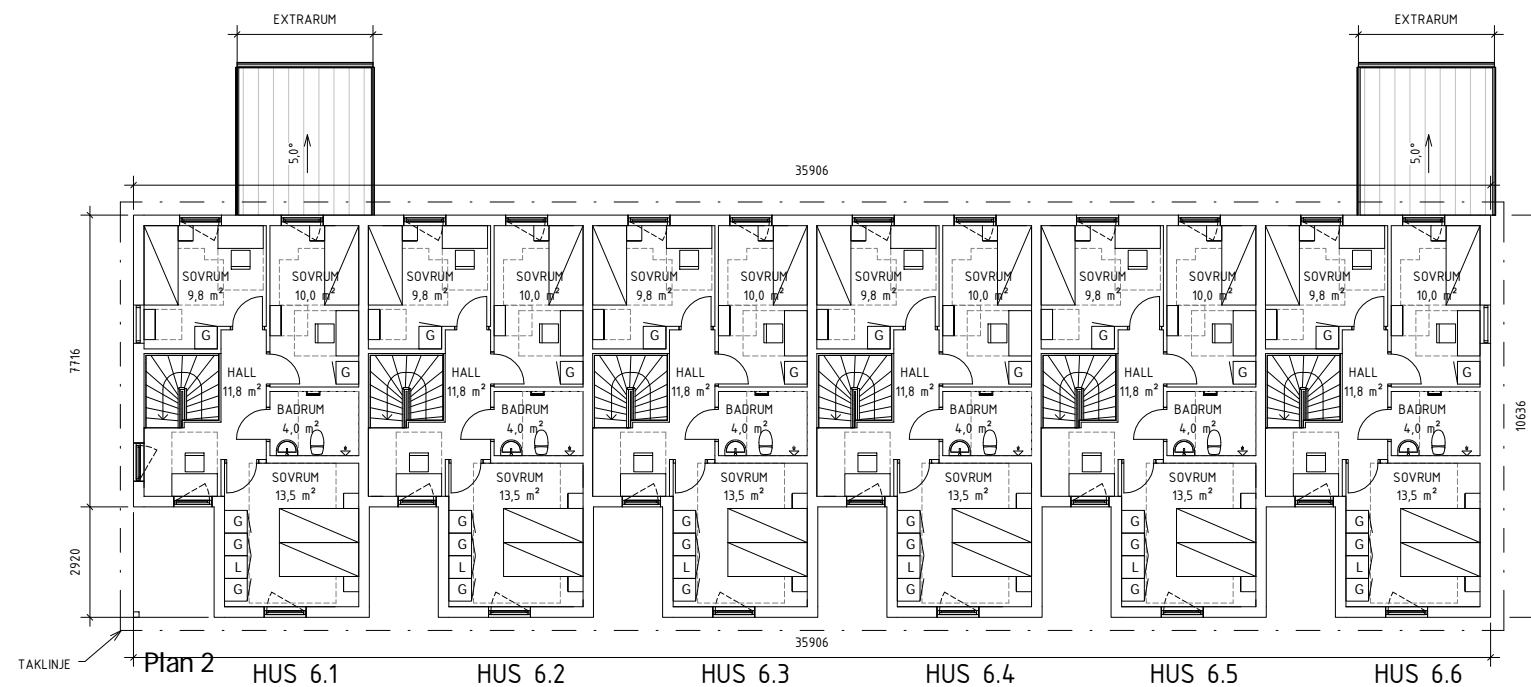 EXTRARUM EXTRARUM
5,0° 5,0°
35906
SOVRUM SOVRUM SOVRUM SOVRUM SOVRUM SOVRUM SOVRUM SOVRUM SOVRUM SOVRUM SOVRUM SOVRUM
9,8 m² 10,0 m² 9,8 m² 10,0 m² 9,8 m² 10,0 m² 9,8 m² 10,0 m² 9,8 m² 10,0 m² 9,8 m² 10,0 m²
G G G G G G
7716
HALL G HALL G HALL G HALL G HALL G HALL G
11,8 m² 11,8 m² 11,8 m² 11,8 m² 11,8 m² 11,8 m²
BADRUM BADRUM BADRUM BADRUM BADRUM BADRUM
4,0 m² 4,0 m² 4,0 m² 4,0 m² 4,0 m² 4,0 m²
10636
SOVRUM SOVRUM SOVRUM SOVRUM SOVRUM SOVRUM
13,5 m² 13,5 m² 13,5 m² 13,5 m² 13,5 m² 13,5 m²
G G G G G G
G G G G G G
2920
L L L L L L
G G G G G G
35906
TAKLINJE
Plan 2
HUS 6.1 HUS 6.2 HUS 6.3 HUS 6.4 HUS 6.5 HUS 6.6